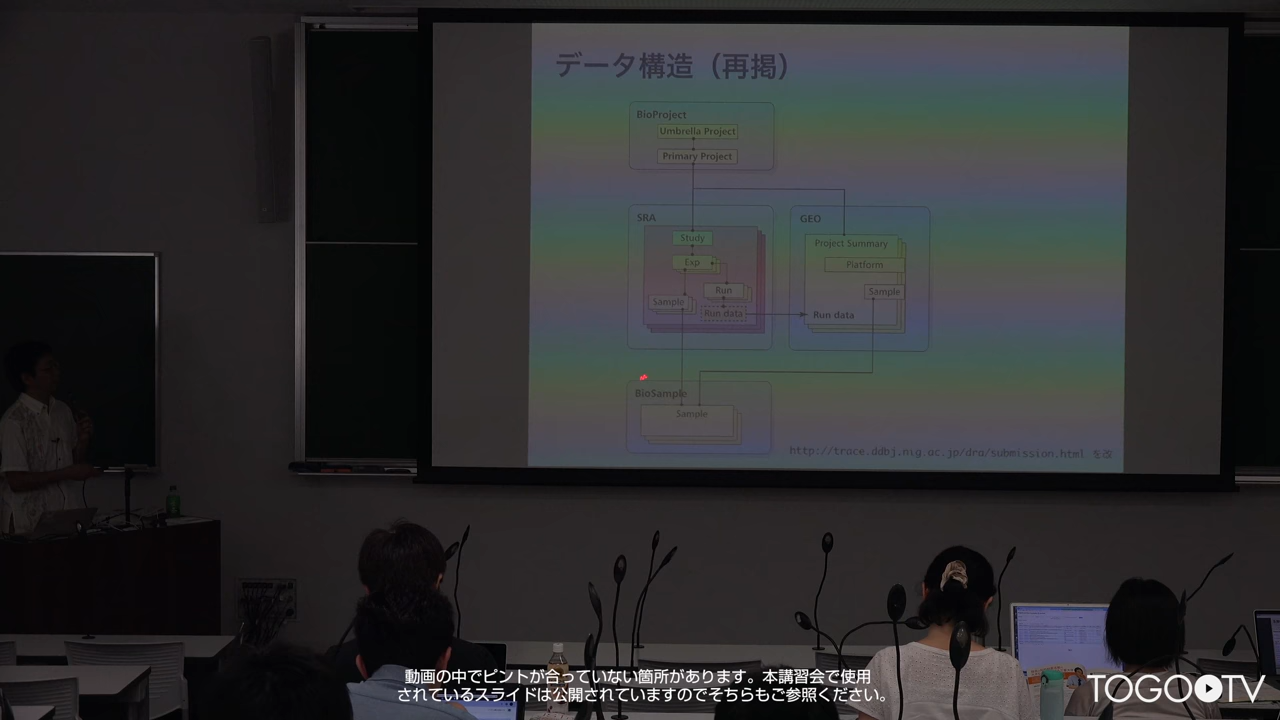 データ構造（再掲）
BioProject
Umbrella Project
Primary Project
SRA
Study
Exp
Run
Sample
Run data
GEO
Project Summary
Platform
Sample
Run data
BioSample
Sample
http://trace.ddbj.nig.ac.jp/dra/submission.html を改
動画の中でピントが合っていない箇所があります。本講習会で使用
されているスライドは公開されていますのでそちらもご参照ください。
TOGO TV